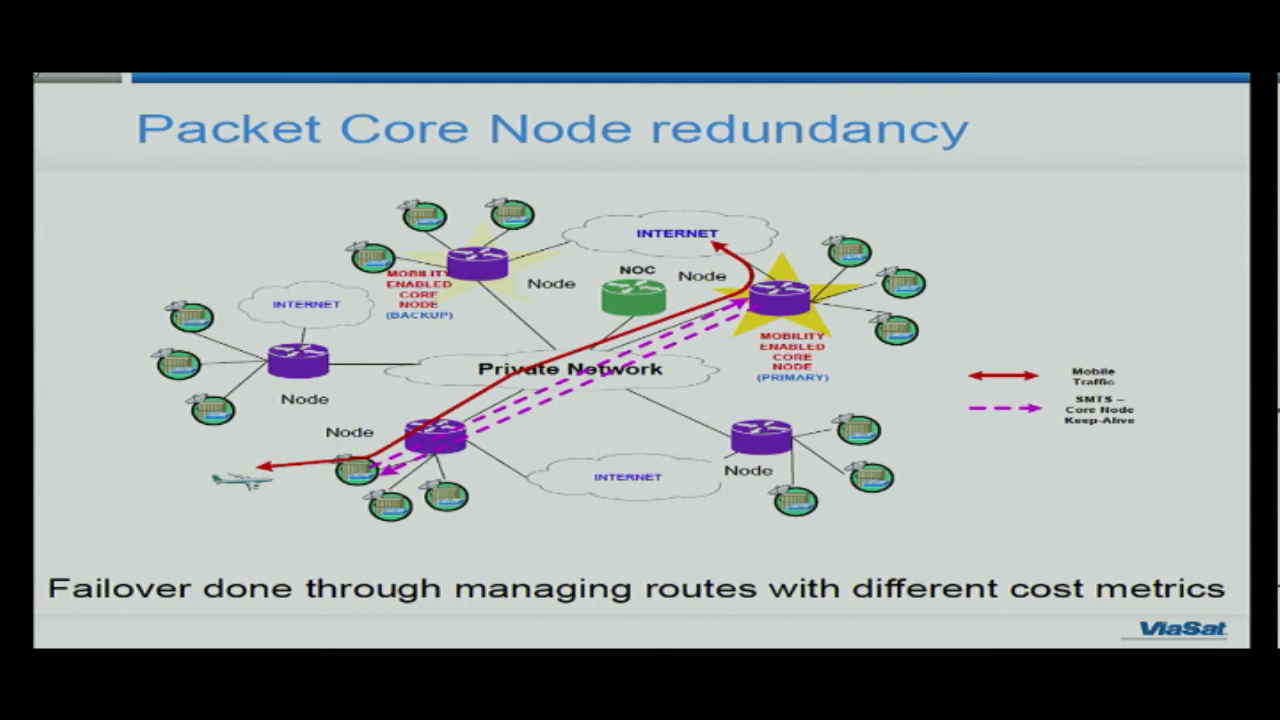 Packet Core Node redundancy
INTERNET
NOC
Node
Node
MOBILITY
ENABLED
CORE
NODE
(BACKUP)
INTERNET
MOBILITY
ENABLED
CORE
NODE
(PRIMARY)
Private Network
Mobile
Traffic
SMTS –
Core Node
Keep-Alive
Node
Node
Node
INTERNET
Failover done through managing routes with different cost metrics
ViaSat